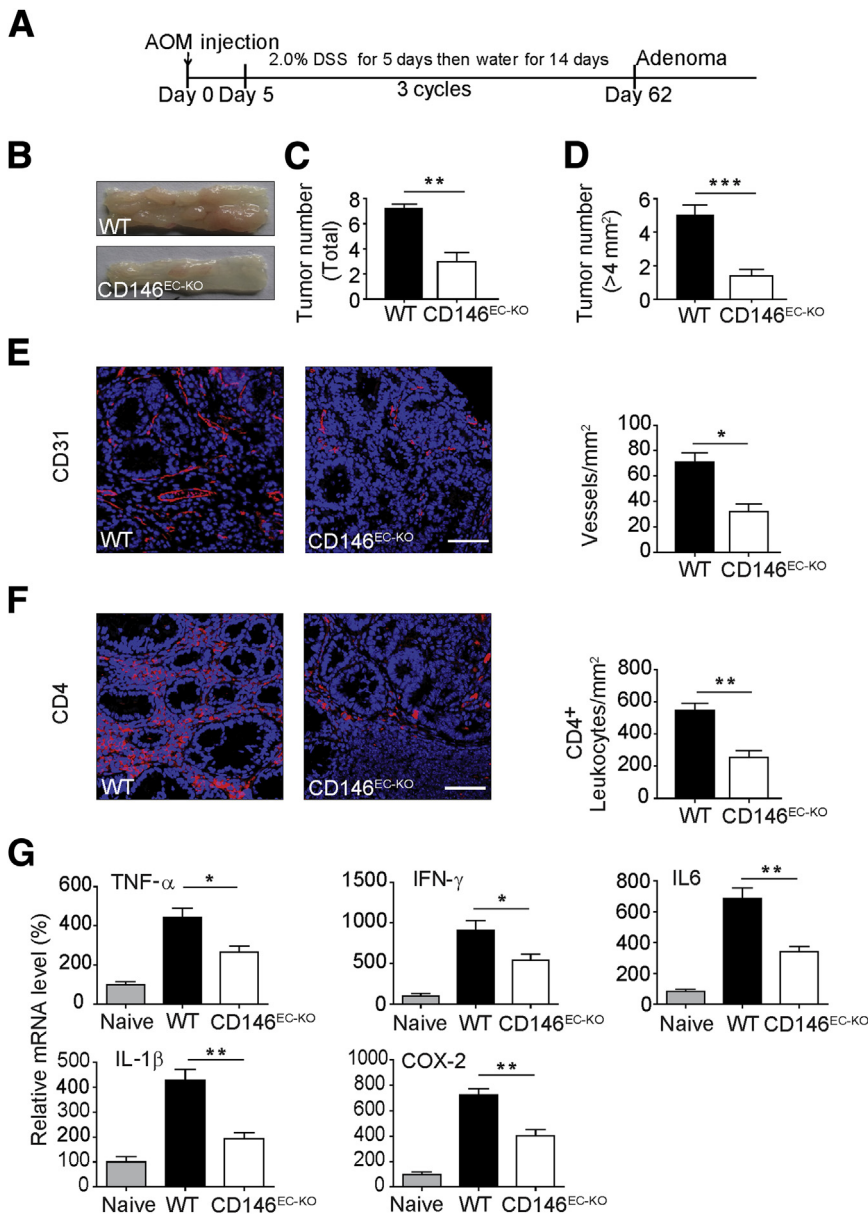 A
AOM injection
2.0% DSS for 5 days then water for 14 days
Adenoma
Day 0 Day 5
3 cycles
Day 62
B
WT
CD146EC-KO
C
Tumor number
(Total)
8
6
4
2
0
**
WT CD146EC-KO
D
Tumor number
(>4 mm²)
6
4
2
0
***
WT CD146EC-KO
E
CD31
WT
CD146EC-KO
Vessels/mm²
100
80
60
40
20
0
*
WT CD146EC-KO
F
CD4
WT
CD146EC-KO
CD4+
Leukocytes/mm²
800
600
400
200
0
**
WT CD146EC-KO
G
Relative mRNA level (%)
TNF-α
600
400
200
0
*
Naive WT CD146EC-KO
IFN-γ
1500
1000
500
0
*
Naive WT CD146EC-KO
IL6
800
600
400
200
0
**
Naive WT CD146EC-KO
IL-1β
500
400
300
200
100
0
**
Naive WT CD146EC-KO
COX-2
1000
800
600
400
200
0
**
Naive WT CD146EC-KO